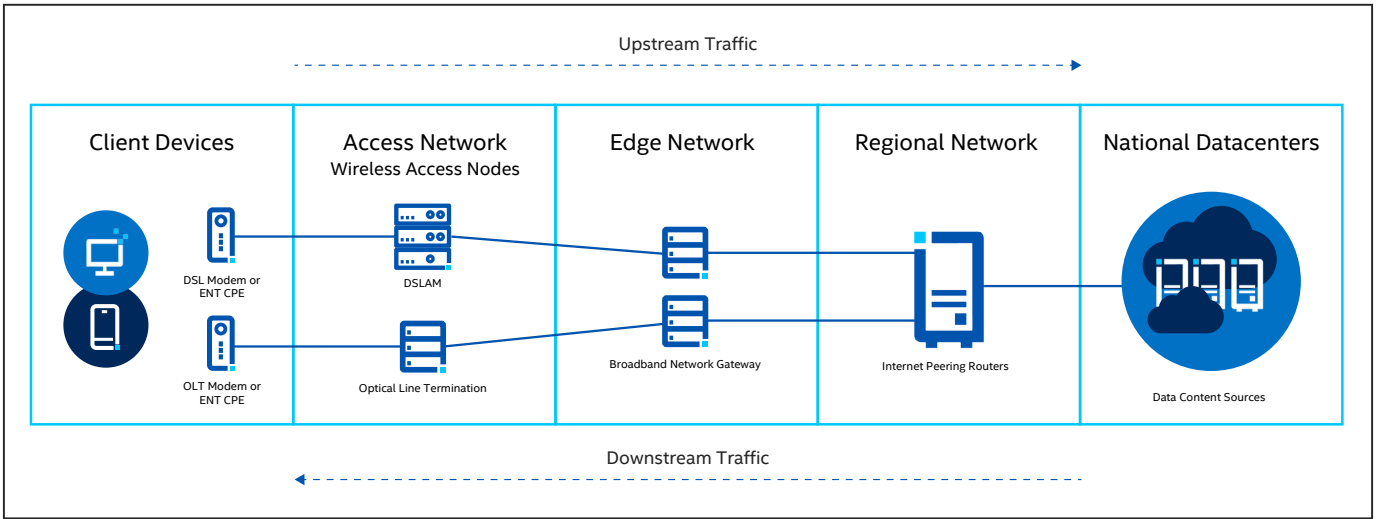 Upstream Traffic
Client Devices
Access Network
Wireless Access Nodes
Edge Network
Regional Network
National Datacenters
DSL Modem or
ENT CPE
DSLAM
OLT Modem or
ENT CPE
Optical Line Termination
Broadband Network Gateway
Internet Peering Routers
Data Content Sources
Downstream Traffic